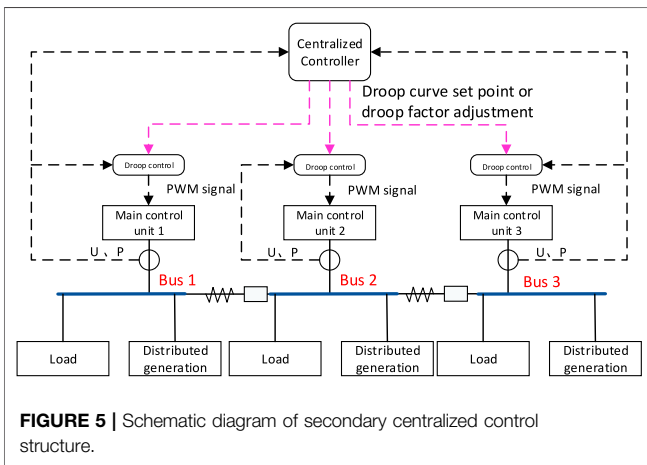 Centralized
Controller
Droop curve set point or
droop factor adjustment
Droop control
Droop control
Droop control
PWM signal
PWM signal
PWM signal
Main control
unit 1
Main control
unit 2
Main control
unit 3
U、P
U、P
U、P
Bus 1
Bus 2
Bus 3
Load
Distributed
generation
Load
Distributed
generation
Load
Distributed
generation
FIGURE 5 | Schematic diagram of secondary centralized control
structure.